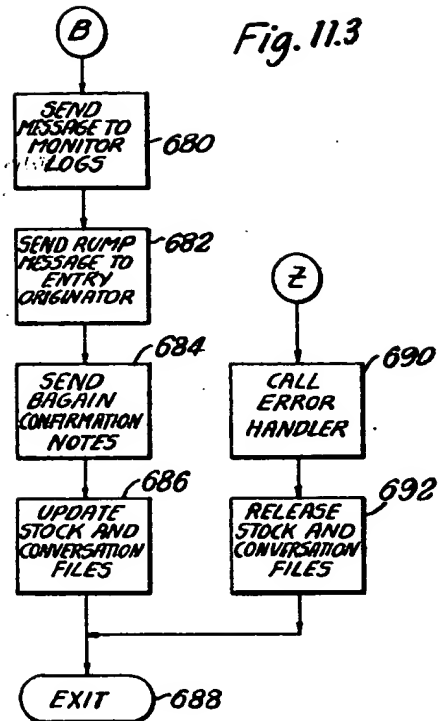 B
Fig. 11.3
SEND
MESSAGE TO
MONITOR
LOGS
680
SEND RUMP
MESSAGE TO
ENTRY
ORIGINATOR
682
Z
684
SEND
BAGAIN
CONFIRMATION
NOTES
690
CALL
ERROR
HANDLER
686
UPDATE
STOCK AND
CONVERSATION
FILES
692
RELEASE
STOCK AND
CONVERSATION
FILES
EXIT
688